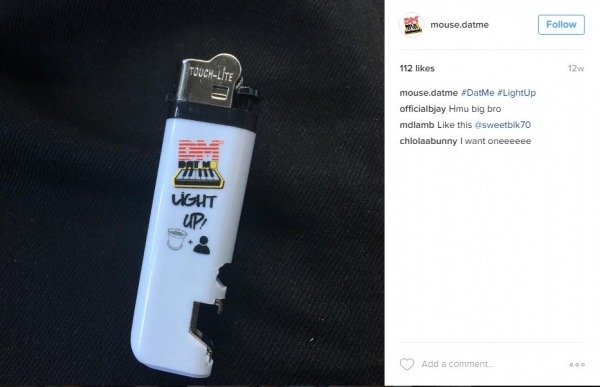 TOUCH-LITE
DM
DAT ME
LiGHT
UP!
+
mouse.datme
Follow
112 likes
12w
mouse.datme #DatMe #LightUp
officialbjay Hmu big bro
mdlamb Like this @sweetblk70
chlolaabunny I want oneeeeee
Add a comment...